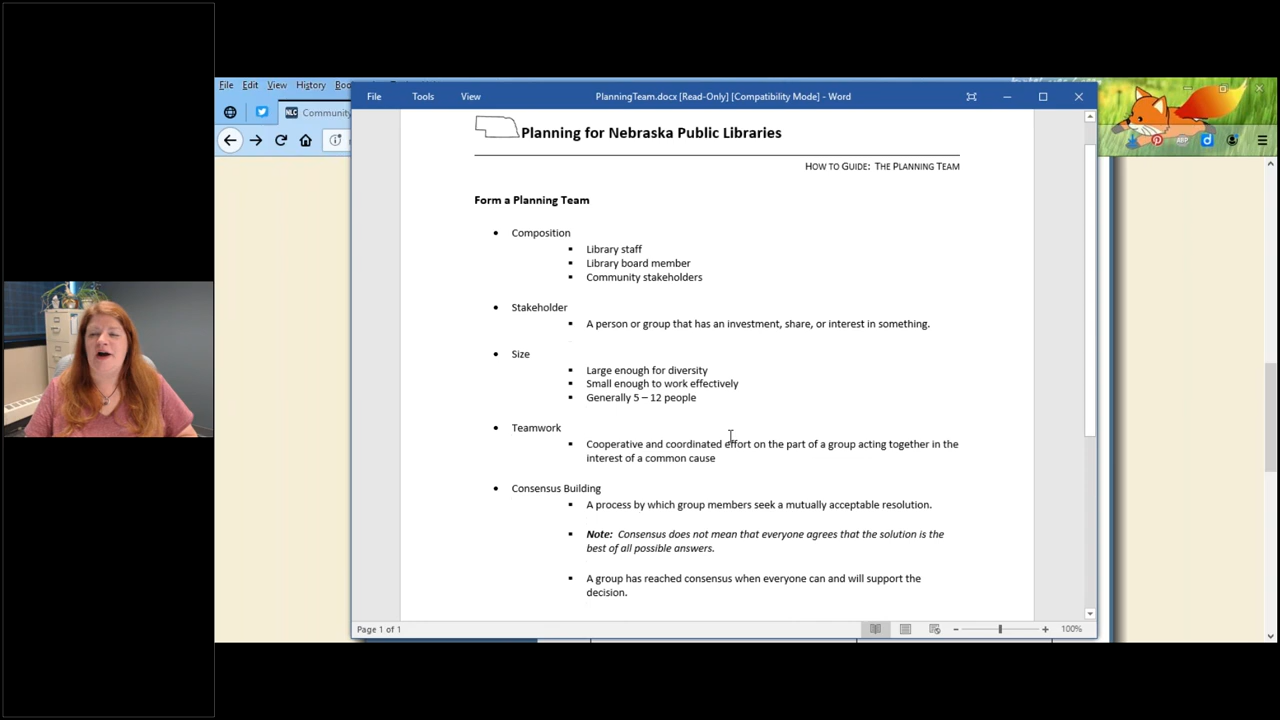 File Edit View History
File Tools View PlanningTeam.docx [Read-Only] [Compatibility Mode] - Word
NLC Community
Planning for Nebraska Public Libraries
HOW TO GUIDE: THE PLANNING TEAM
Form a Planning Team
• Composition
▪ Library staff
▪ Library board member
▪ Community stakeholders
• Stakeholder
▪ A person or group that has an investment, share, or interest in something.
• Size
▪ Large enough for diversity
▪ Small enough to work effectively
▪ Generally 5 – 12 people
• Teamwork
▪ Cooperative and coordinated effort on the part of a group acting together in the
interest of a common cause
• Consensus Building
▪ A process by which group members seek a mutually acceptable resolution.
▪ Note: Consensus does not mean that everyone agrees that the solution is the
best of all possible answers.
▪ A group has reached consensus when everyone can and will support the
decision.
Page 1 of 1
100%